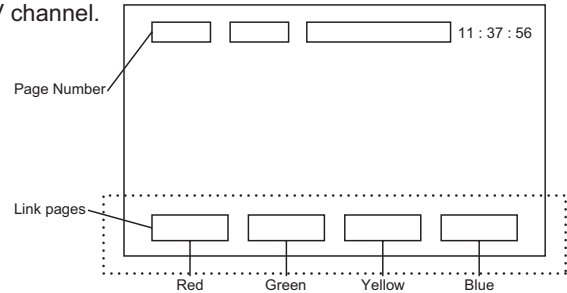 V channel.
11 : 37 : 56
Page Number
Link pages
Red Green Yellow Blue